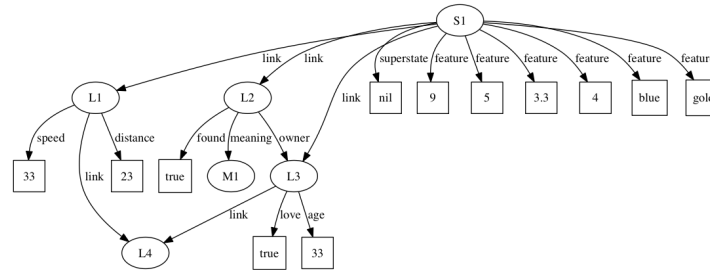 S1
link
link
superstate
feature
feature
feature
feature
feature
L1
L2
link
nil
9
5
3.3
4
blue
speed
distance
found
meaning
owner
33
link
23
true
M1
L3
link
love
age
L4
true
33